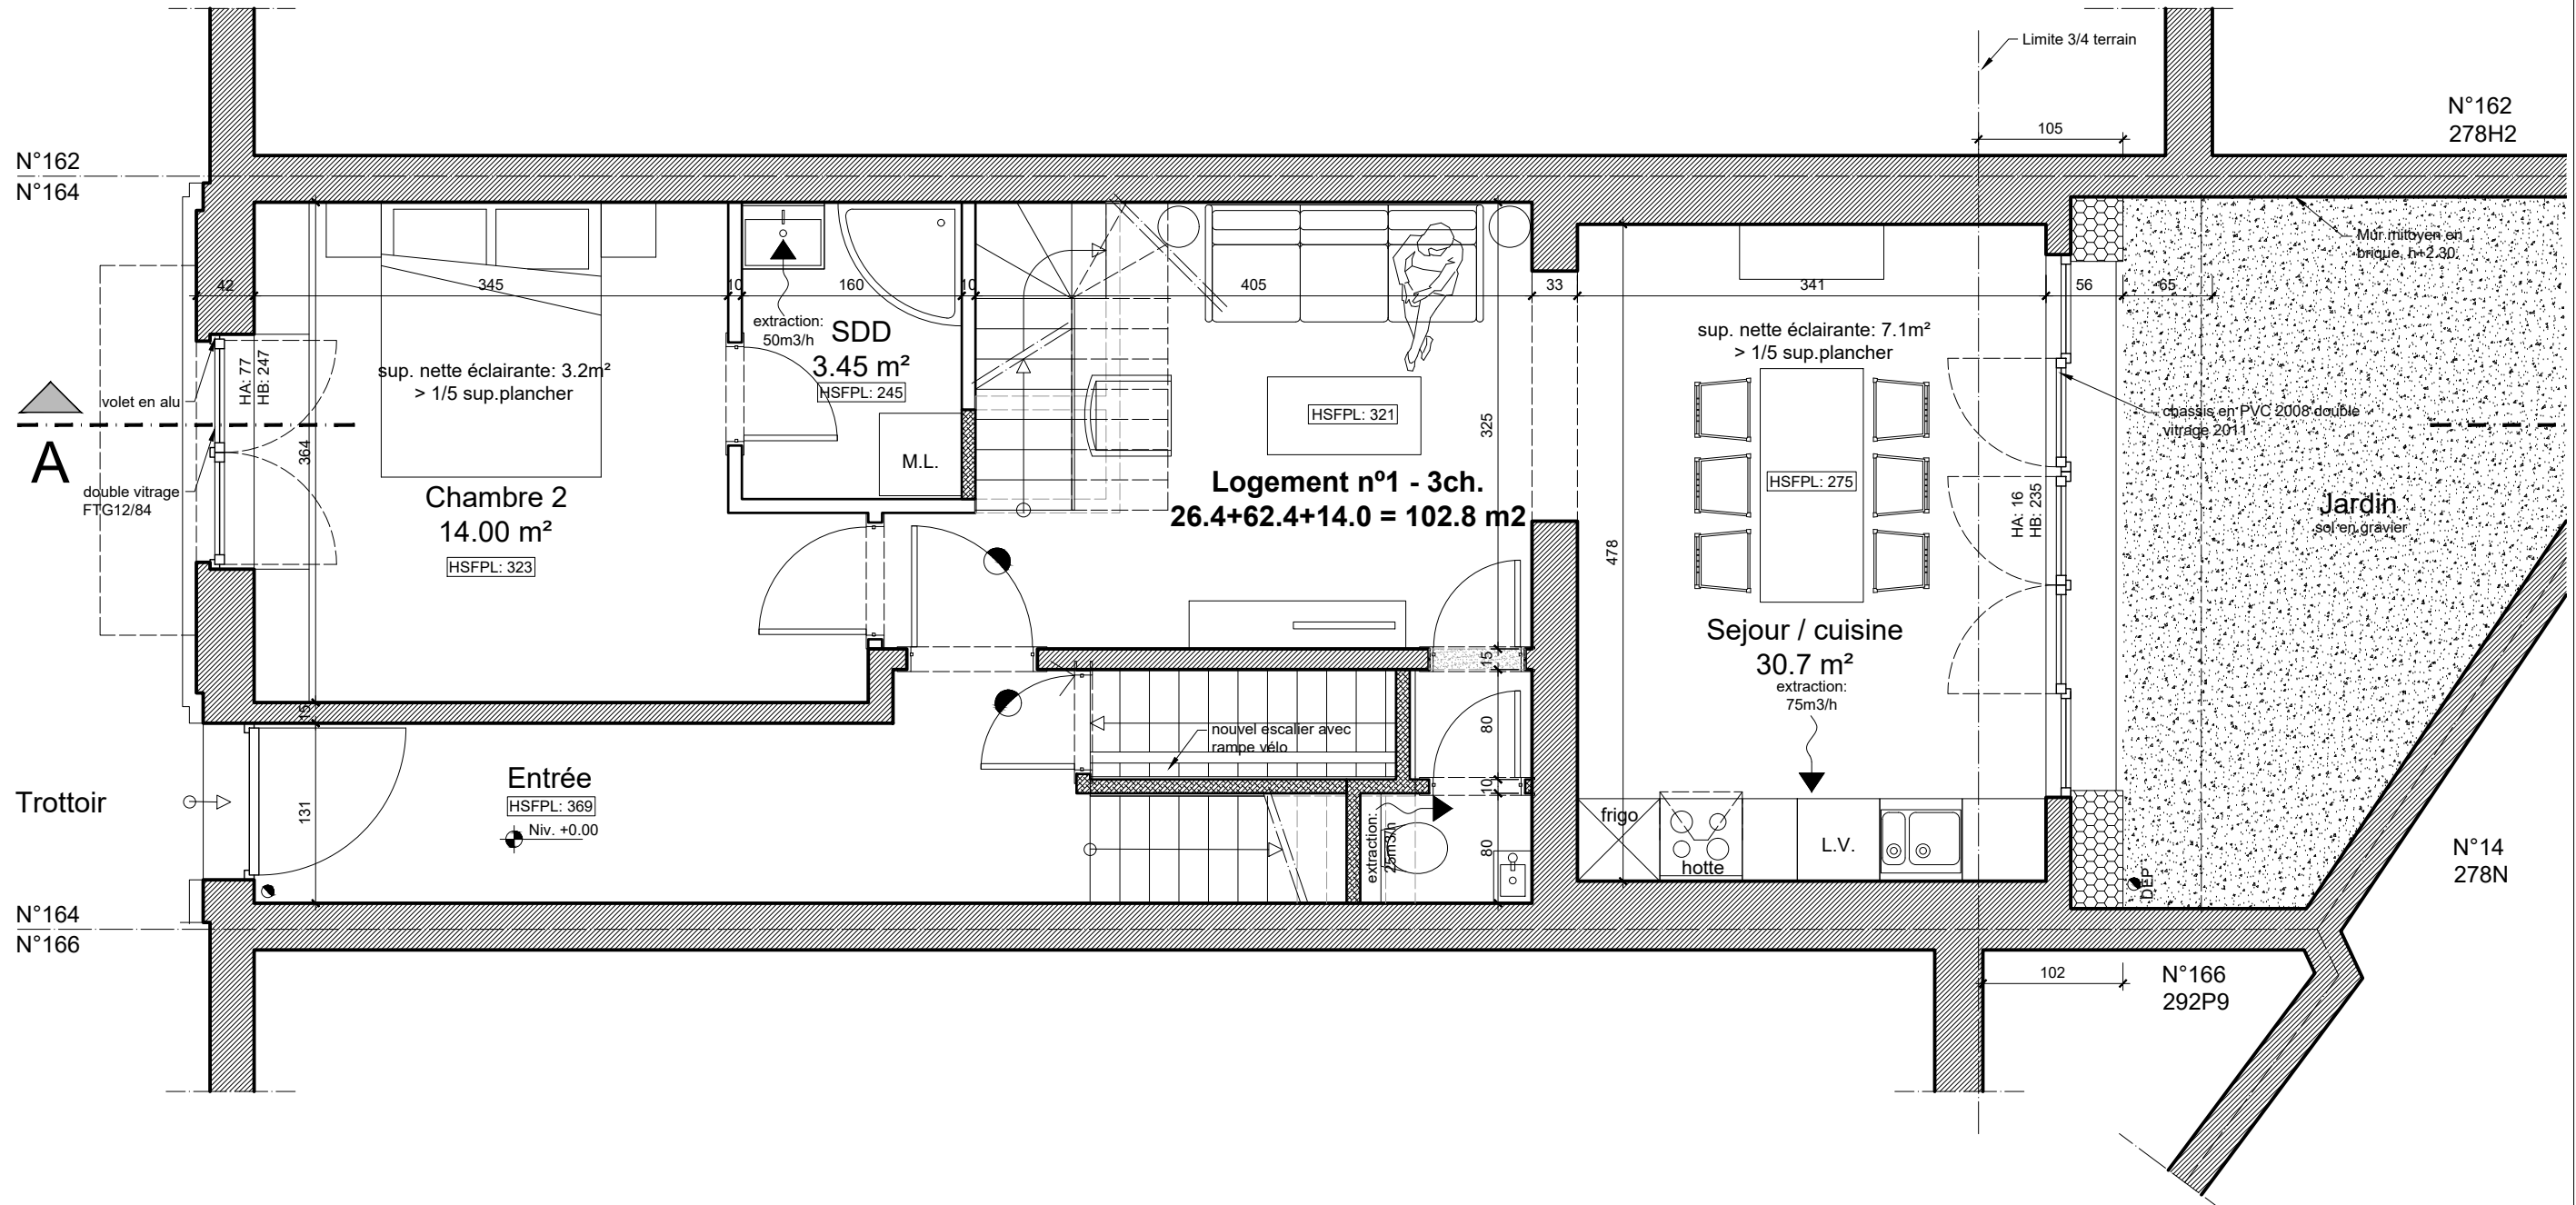 Limite 3/4 terrain
N°162
278H2
105
N°162
N°164
Mur mitoyen en
brique, h=2.30
42
345
10
160
10
405
33
341
56
65
extraction:
50m3/h
SDD
3.45 m²
HSFPL: 245
sup. nette éclairante: 3.2m²
> 1/5 sup.plancher
HA: 77
HB: 247
volet en alu
A
364
double vitrage
FTG12/84
Chambre 2
14.00 m²
HSFPL: 323
M.L.
HSFPL: 321
325
Logement nº1 - 3ch.
26.4+62.4+14.0 = 102.8 m2
sup. nette éclairante: 7.1m²
> 1/5 sup.plancher
chassis en PVC 2008 double
vitrage 2011
HSFPL: 275
HA: 16
HB: 235
Jardin
sol en gravier
478
Sejour / cuisine
30.7 m²
extraction:
75m3/h
15
15
80
nouvel escalier avec
rampe vélo
10
Entrée
HSFPL: 369
Niv. +0.00
Trottoir
131
extraction:
25m3/h
80
frigo
hotte
L.V.
DEP
N°14
278N
N°164
N°166
102
N°166
292P9